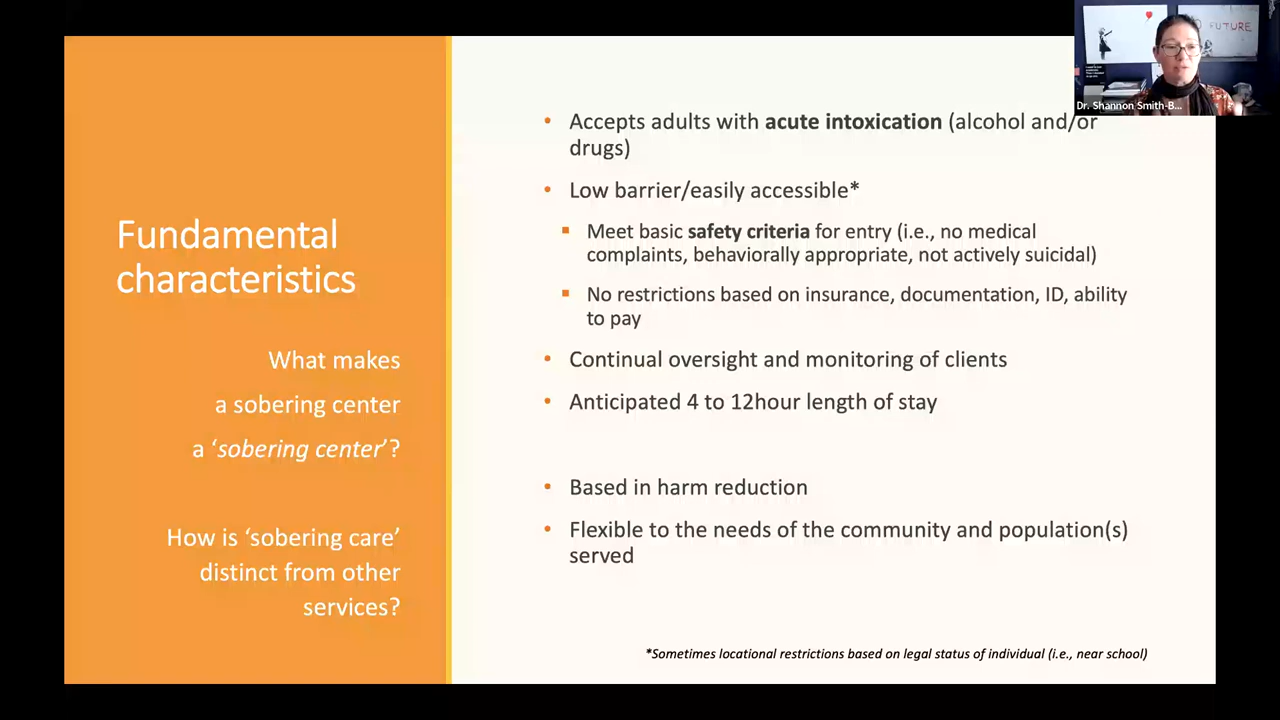 Fundamental
characteristics
What makes
a sobering center
a ‘sobering center’?
How is ‘sobering care’
distinct from other
services?
• Accepts adults with acute intoxication (alcohol and/or
drugs)
• Low barrier/easily accessible*
▪ Meet basic safety criteria for entry (i.e., no medical
complaints, behaviorally appropriate, not actively suicidal)
▪ No restrictions based on insurance, documentation, ID, ability
to pay
• Continual oversight and monitoring of clients
• Anticipated 4 to 12hour length of stay
• Based in harm reduction
• Flexible to the needs of the community and population(s)
served
*Sometimes locational restrictions based on legal status of individual (i.e., near school)
FUTURE
Dr. Shannon Smith-B...